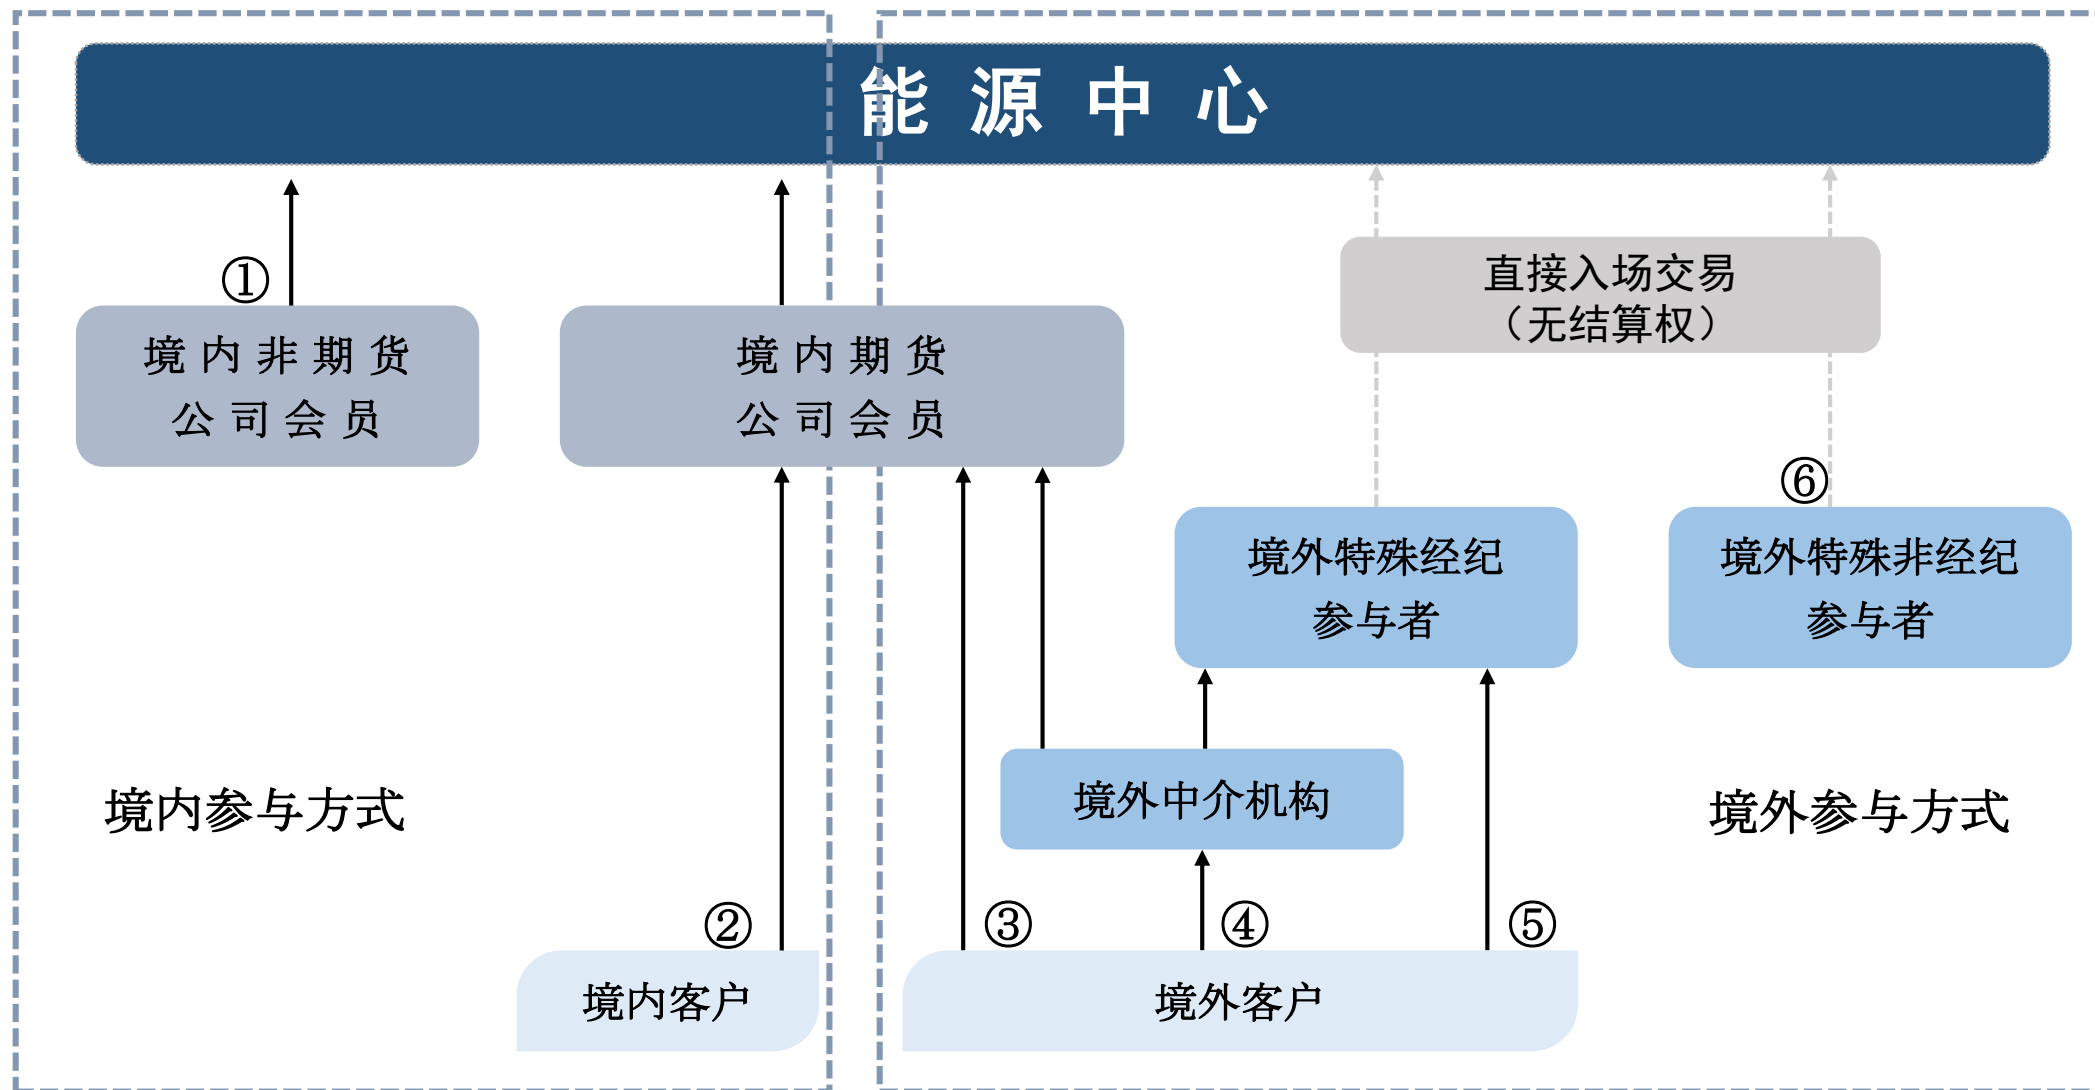 能源中心
直接入场交易
（无结算权）
①
境内非期货
公司会员
境内期货
公司会员
⑥
境外特殊经纪
参与者
境外特殊非经纪
参与者
境外中介机构
境内参与方式
境外参与方式
②
③
④
⑤
境内客户
境外客户